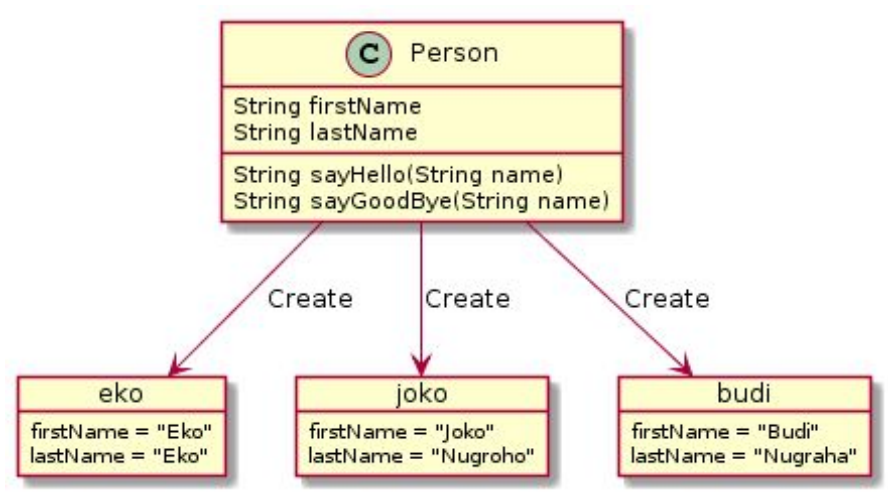 C Person
String firstName
String lastName
String sayHello(String name)
String sayGoodBye(String name)
Create
Create
Create
eko
firstName = "Eko"
lastName = "Eko"
joko
firstName = "Joko"
lastName = "Nugroho"
budi
firstName = "Budi"
lastName = "Nugraha"